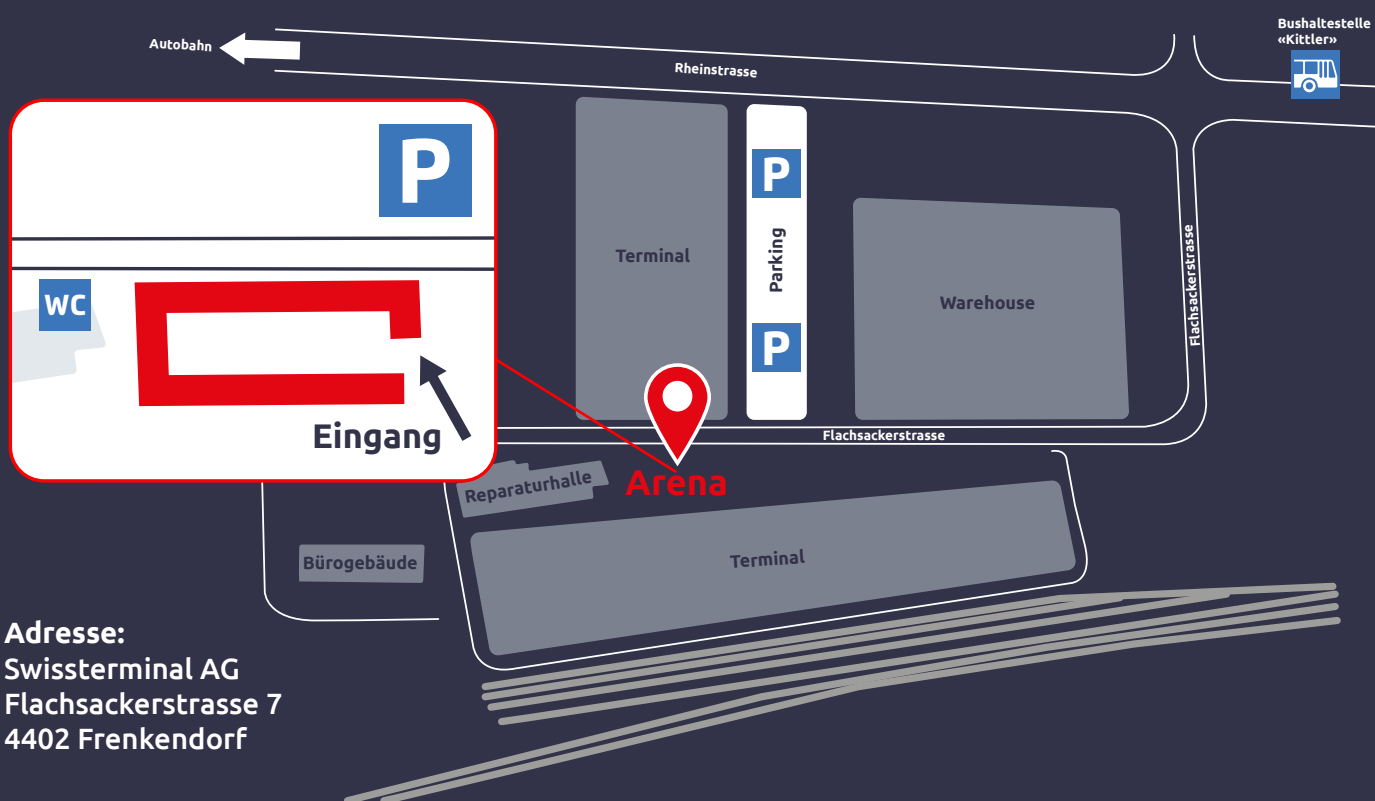 Bushaltestelle
«Kittler»
Autobahn
Rheinstrasse
P
P
Terminal
Parking
Flachsackerstrasse
WC
Warehouse
P
Eingang
Flachsackerstrasse
Reparaturhalle
Arena
Bürogebäude
Terminal
Adresse:
Swissterminal AG
Flachsackerstrasse 7
4402 Frenkendorf